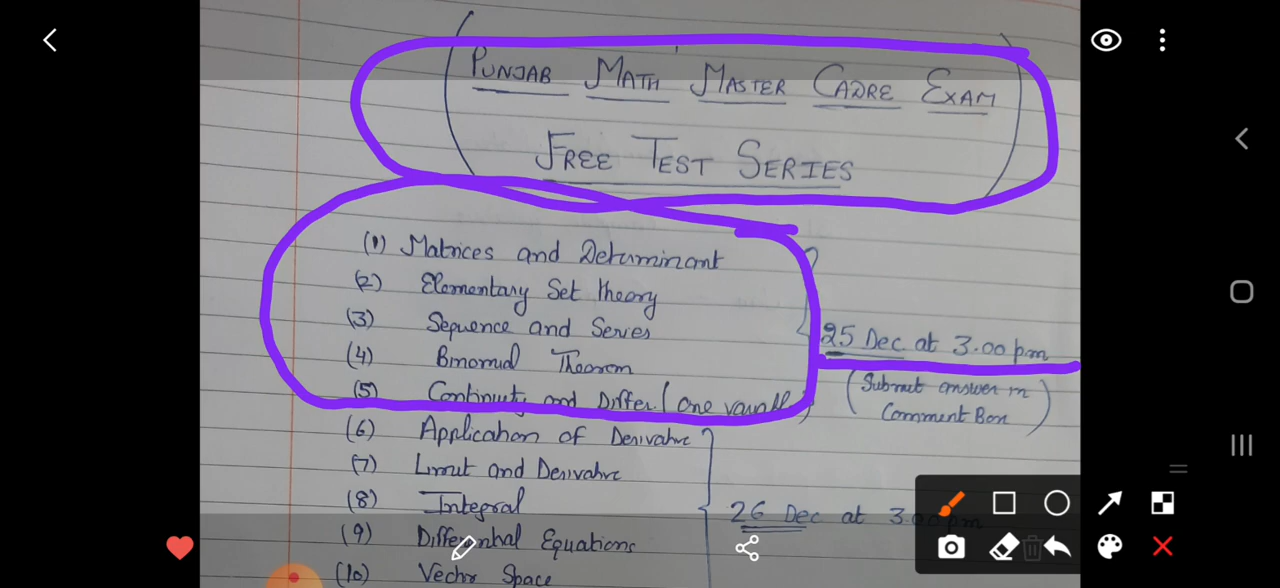 PUNJAB MATH MASTER CADRE EXAM
FREE TEST SERIES
(1) Matrices and Determinant
(2) Elementary Set theory
(3) Sequence and Series
(4) Binomial Theorem
(5) Continuity and Differ. (one variable)
25 Dec at 3.00 pm
(Submit answer in
Comment Box)
(6) Application of Derivative
(7) Limit and Derivative
(8) Integral
26 Dec at 3.00 pm
(9) Differential Equations
(10) Vector Space